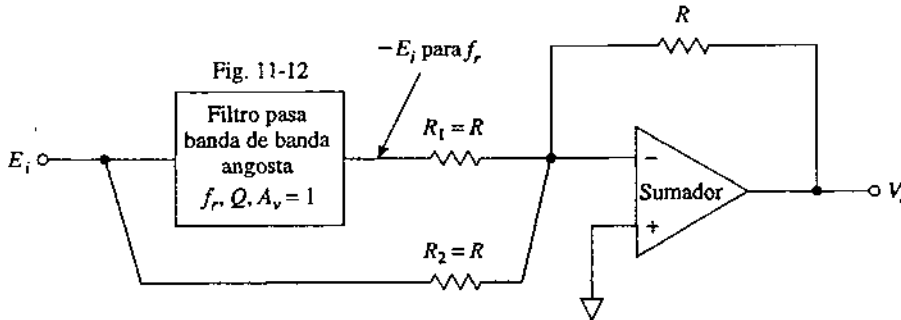 R
−E_i para f_r
Fig. 11-12
Filtro pasa
banda de banda
angosta
f_r, Q, A_v = 1
R_1 = R
E_i
−
Sumador
+
R_2 = R